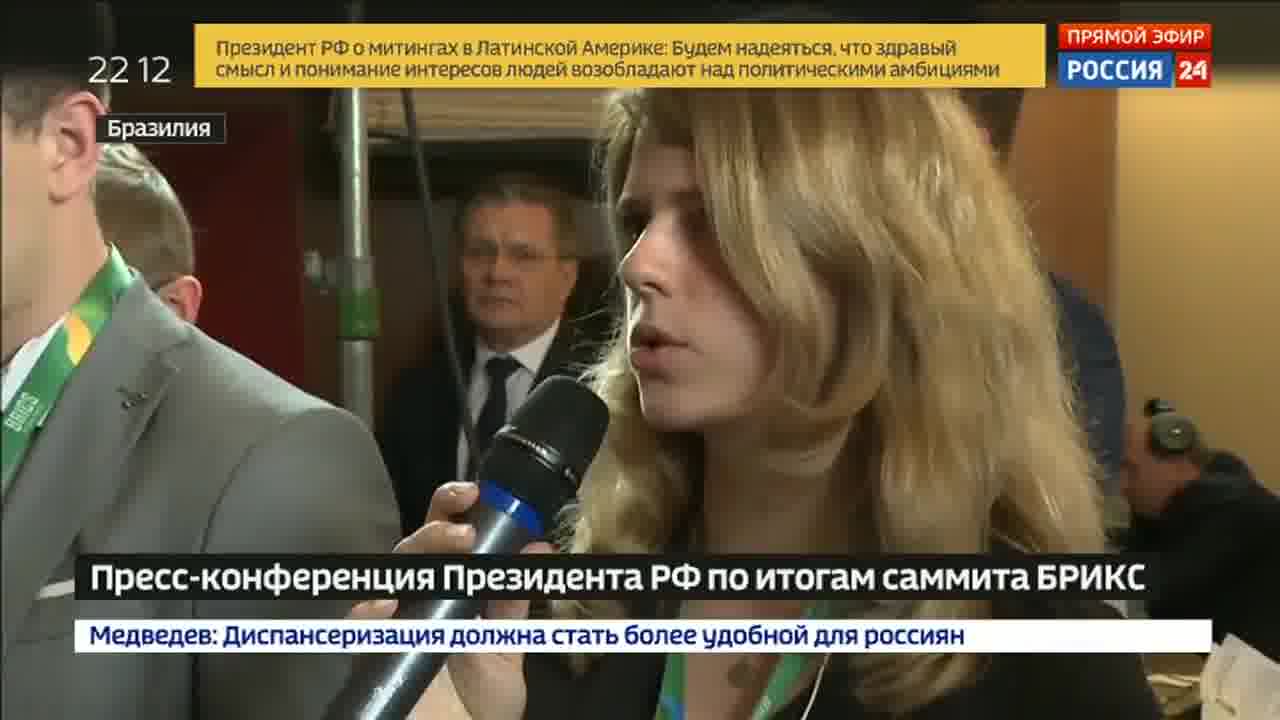 22 12
Президент РФ о митингах в Латинской Америке: Будем надеяться, что здравый
смысл и понимание интересов людей возобладают над политическими амбициями
ПРЯМОЙ ЭФИР
РОССИЯ 24
Бразилия
BRICS
Пресс-конференция Президента РФ по итогам саммита БРИКС
Медведев: Диспансеризация должна стать более удобной для россиян